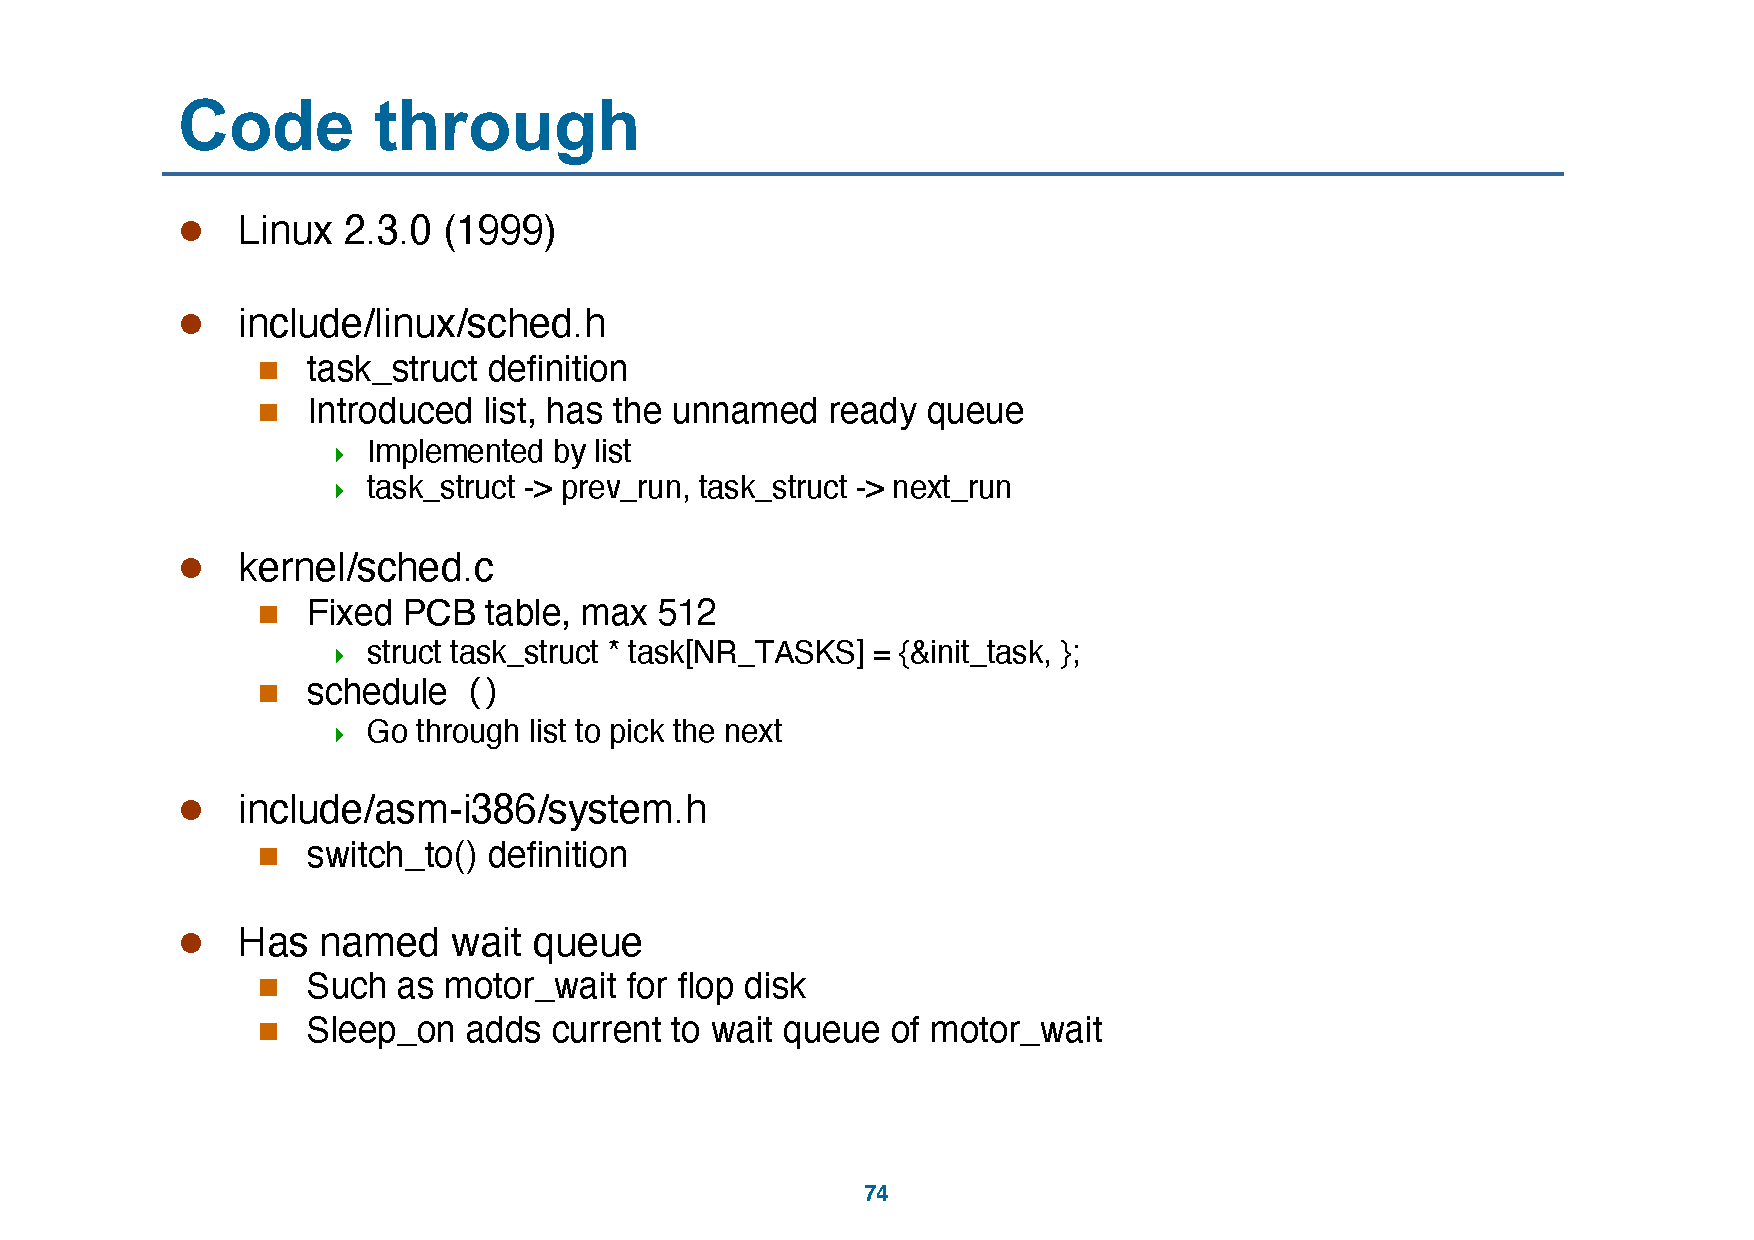 Code through
Linux 2.3.0 (1999)
include/linux/sched.h
task_struct definition
Introduced list, has the unnamed ready queue
Implemented by list
task_struct -> prev_run, task_struct -> next_run
kernel/sched.c
Fixed PCB table, max 512
struct task_struct * task[NR_TASKS] = {&init_task, };
schedule ()
Go through list to pick the next
include/asm-i386/system.h
switch_to() definition
Has named wait queue
Such as motor_wait for flop disk
Sleep_on adds current to wait queue of motor_wait
74